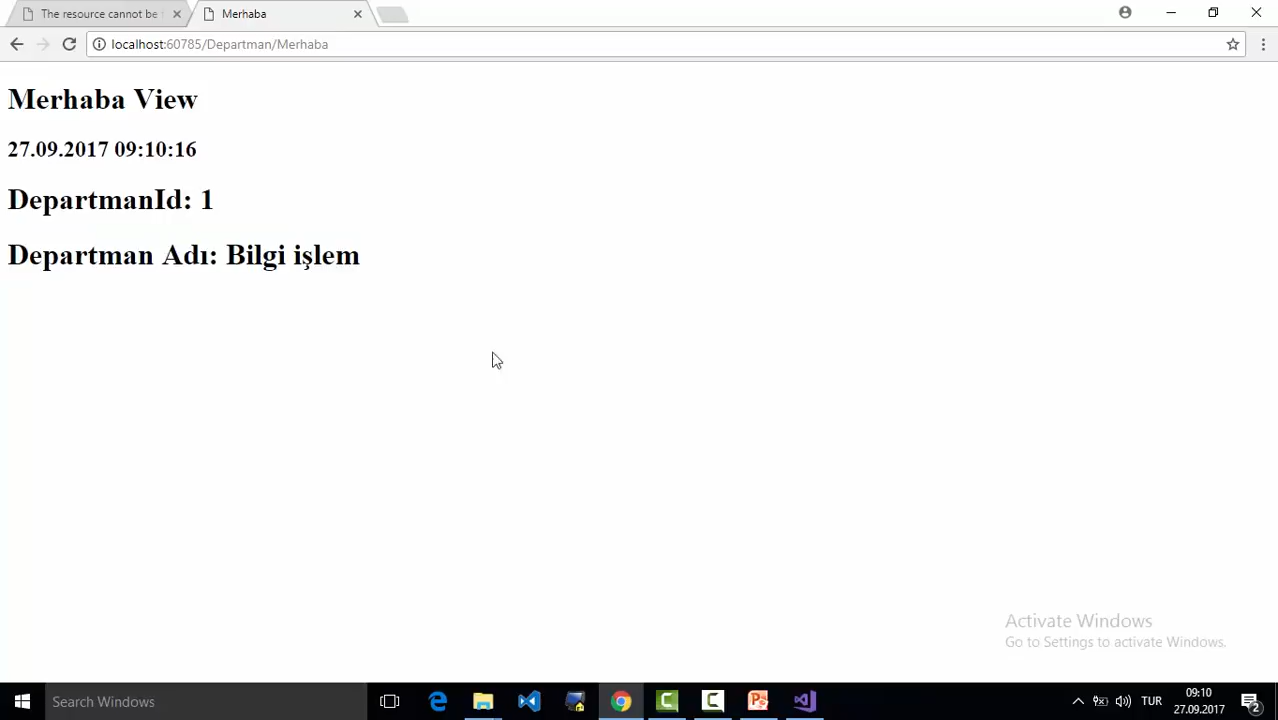 The resource cannot be
Merhaba
localhost:60785/Departman/Merhaba
Merhaba View
27.09.2017 09:10:16
DepartmanId: 1
Departman Adı: Bilgi işlem
Activate Windows
Go to Settings to activate Windows.
Search Windows
TUR
09:10
27.09.2017
2